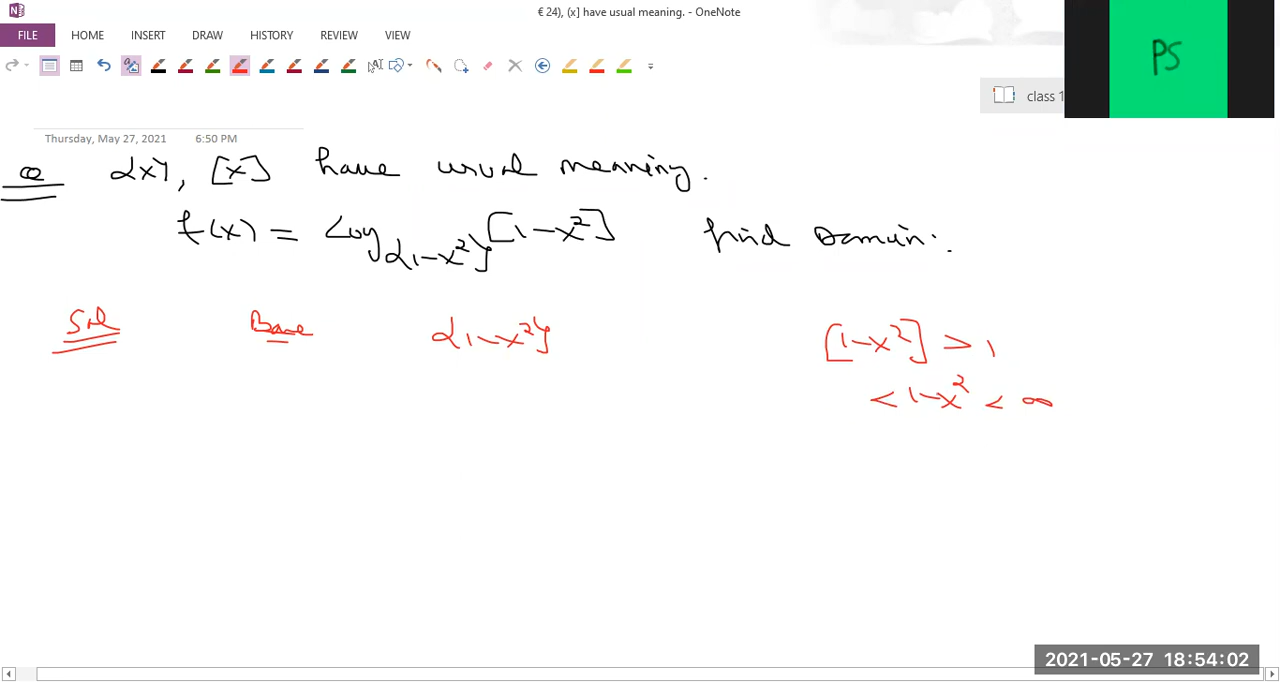 € 24), (x] have usual meaning. - OneNote
FILE HOME INSERT DRAW HISTORY REVIEW VIEW
PS
class 1
Thursday, May 27, 2021 6:50 PM
{x}, [x] have usual meaning.
f(x) = Log{1-x²} [1-x²] find Domain.
Sol Base {1-x²} [1-x²] > 1
< 1-x² < ∞
2021-05-27 18:54:02